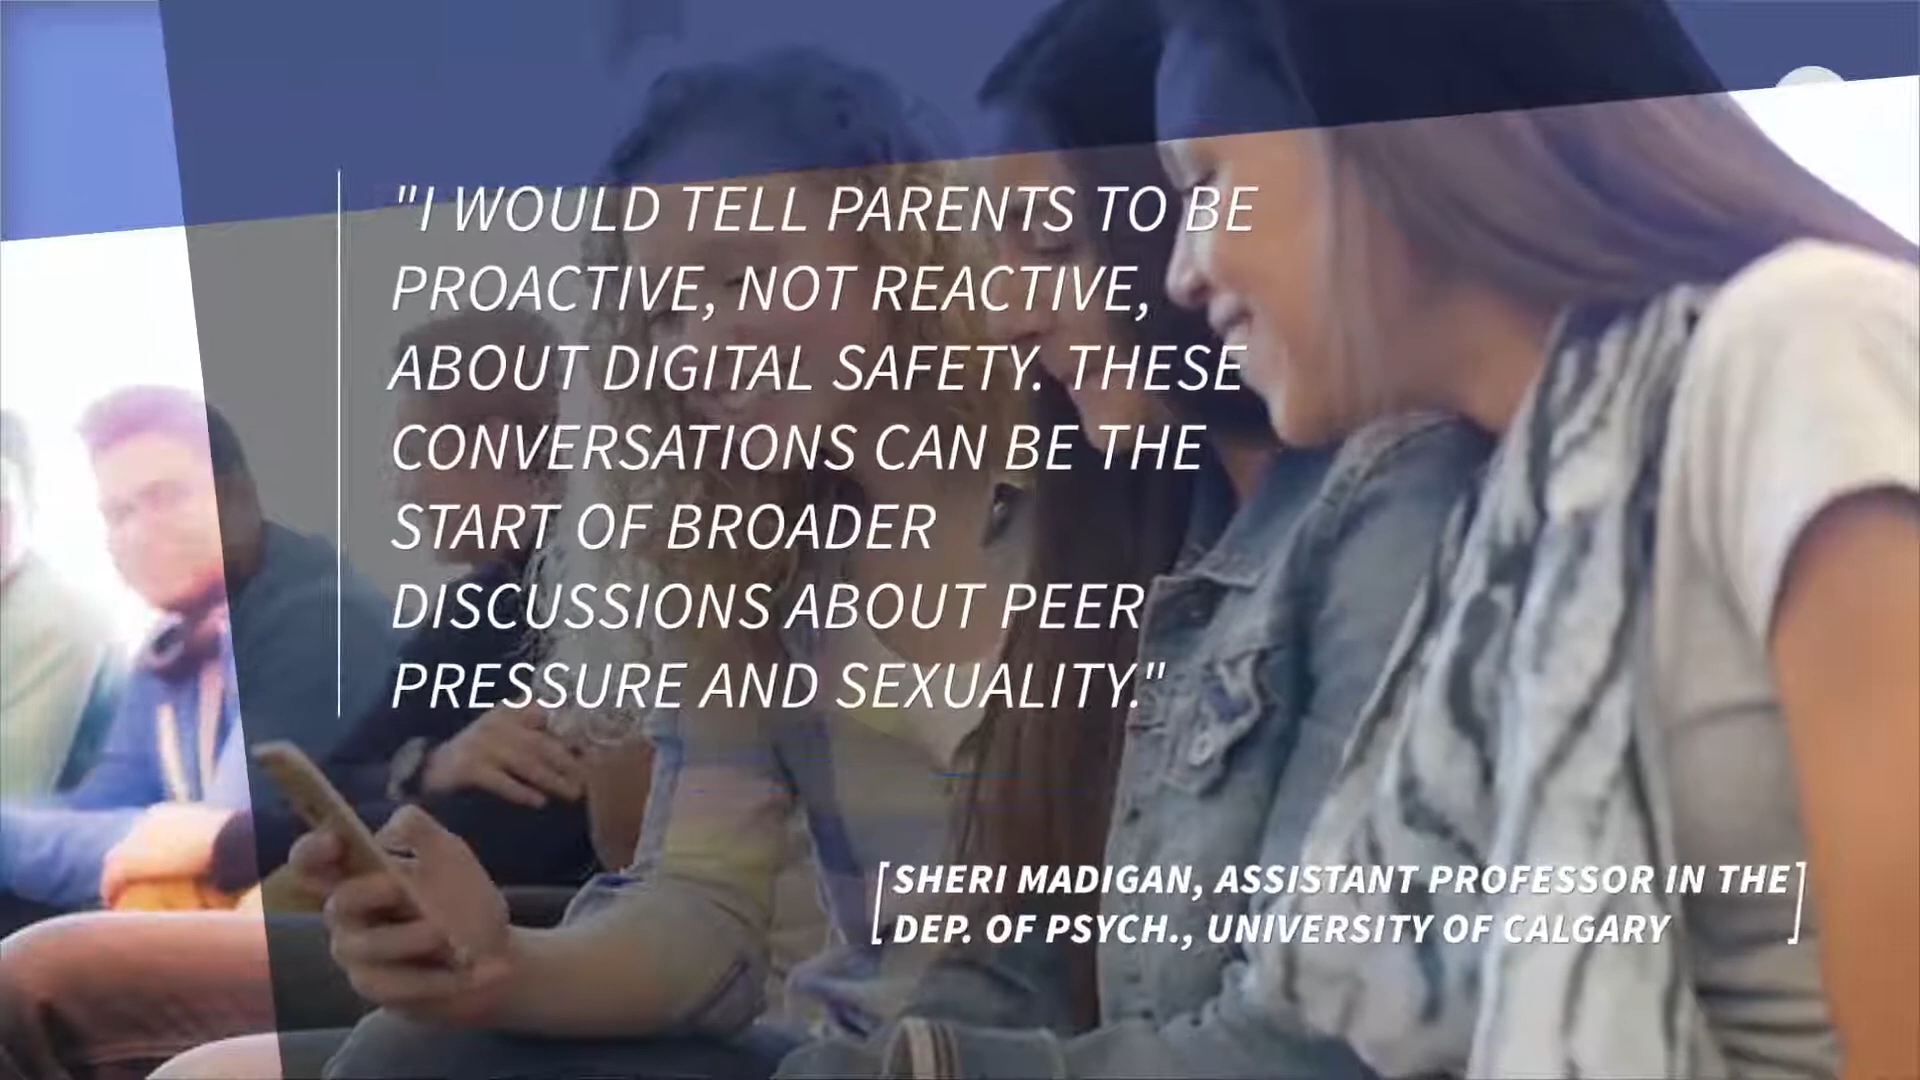 "I WOULD TELL PARENTS TO BE
PROACTIVE, NOT REACTIVE,
ABOUT DIGITAL SAFETY. THESE
CONVERSATIONS CAN BE THE
START OF BROADER
DISCUSSIONS ABOUT PEER
PRESSURE AND SEXUALITY."
[SHERI MADIGAN, ASSISTANT PROFESSOR IN THE
DEP. OF PSYCH., UNIVERSITY OF CALGARY]